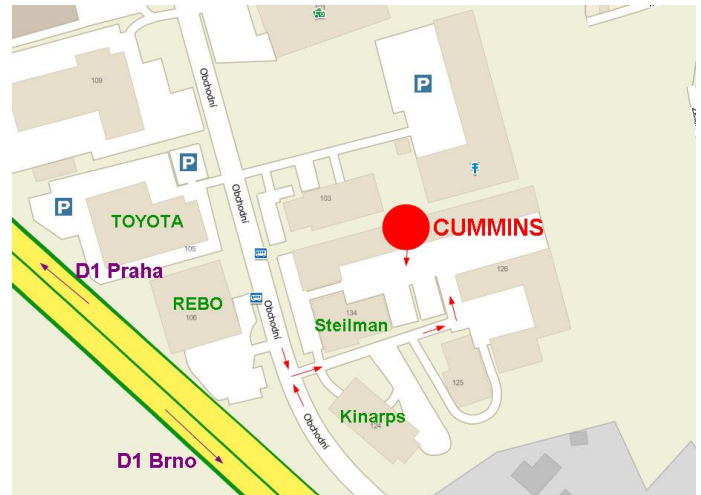 109
Obchodní
P
P
P
TOYOTA
105
Obchodní
103
CUMMINS
D1 Praha
REBO
106
Obchodní
134
Steilman
126
125
Kinarps
124
Obchodní
D1 Brno